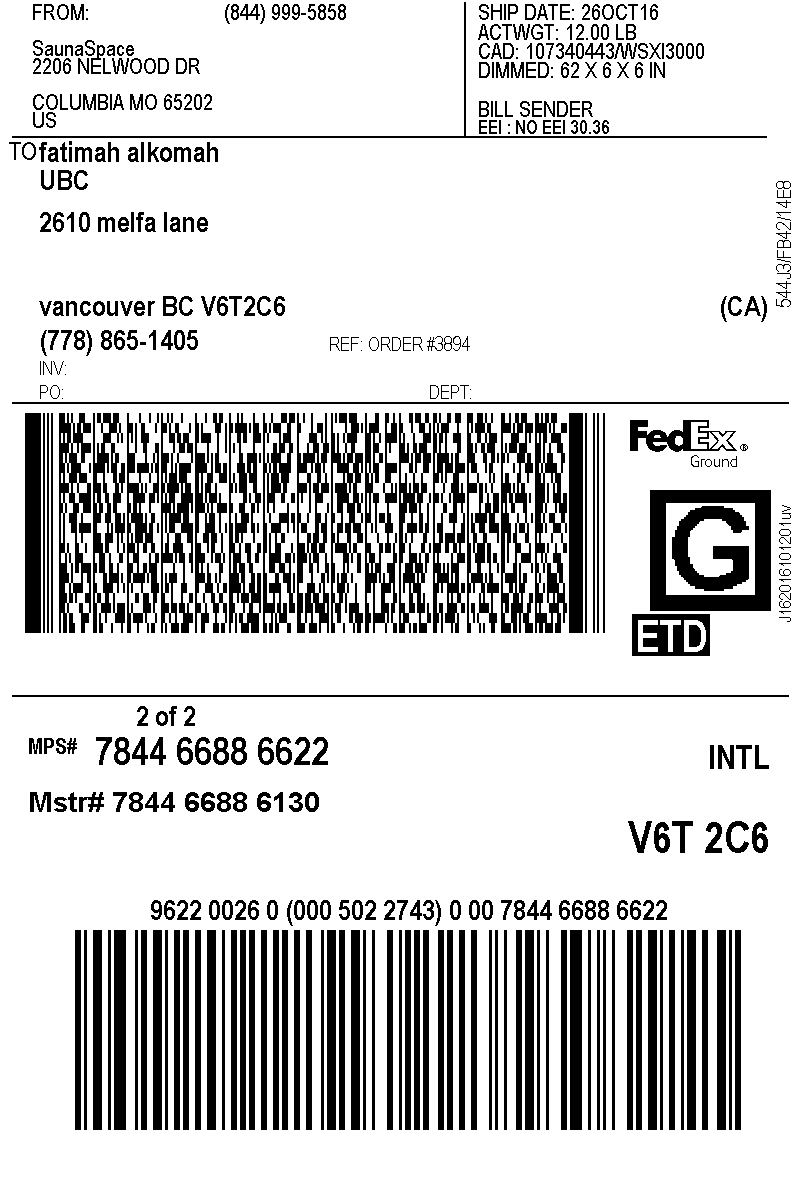 FROM: (844) 999-5858
SaunaSpace
2206 NELWOOD DR
COLUMBIA MO 65202
US
SHIP DATE: 26OCT16
ACTWGT: 12.00 LB
CAD: 107340443/WSXI3000
DIMMED: 62 X 6 X 6 IN
BILL SENDER
EEI : NO EEI 30.36
TO fatimah alkomah
UBC
2610 melfa lane
vancouver BC V6T2C6 (CA)
(778) 865-1405 REF: ORDER #3894
INV:
PO: DEPT:
544J3/FB42/14E8
FedEx ®
Ground
G
ETD
J162016101201uv
2 of 2
MPS# 7844 6688 6622
INTL
Mstr# 7844 6688 6130
V6T 2C6
9622 0026 0 (000 502 2743) 0 00 7844 6688 6622